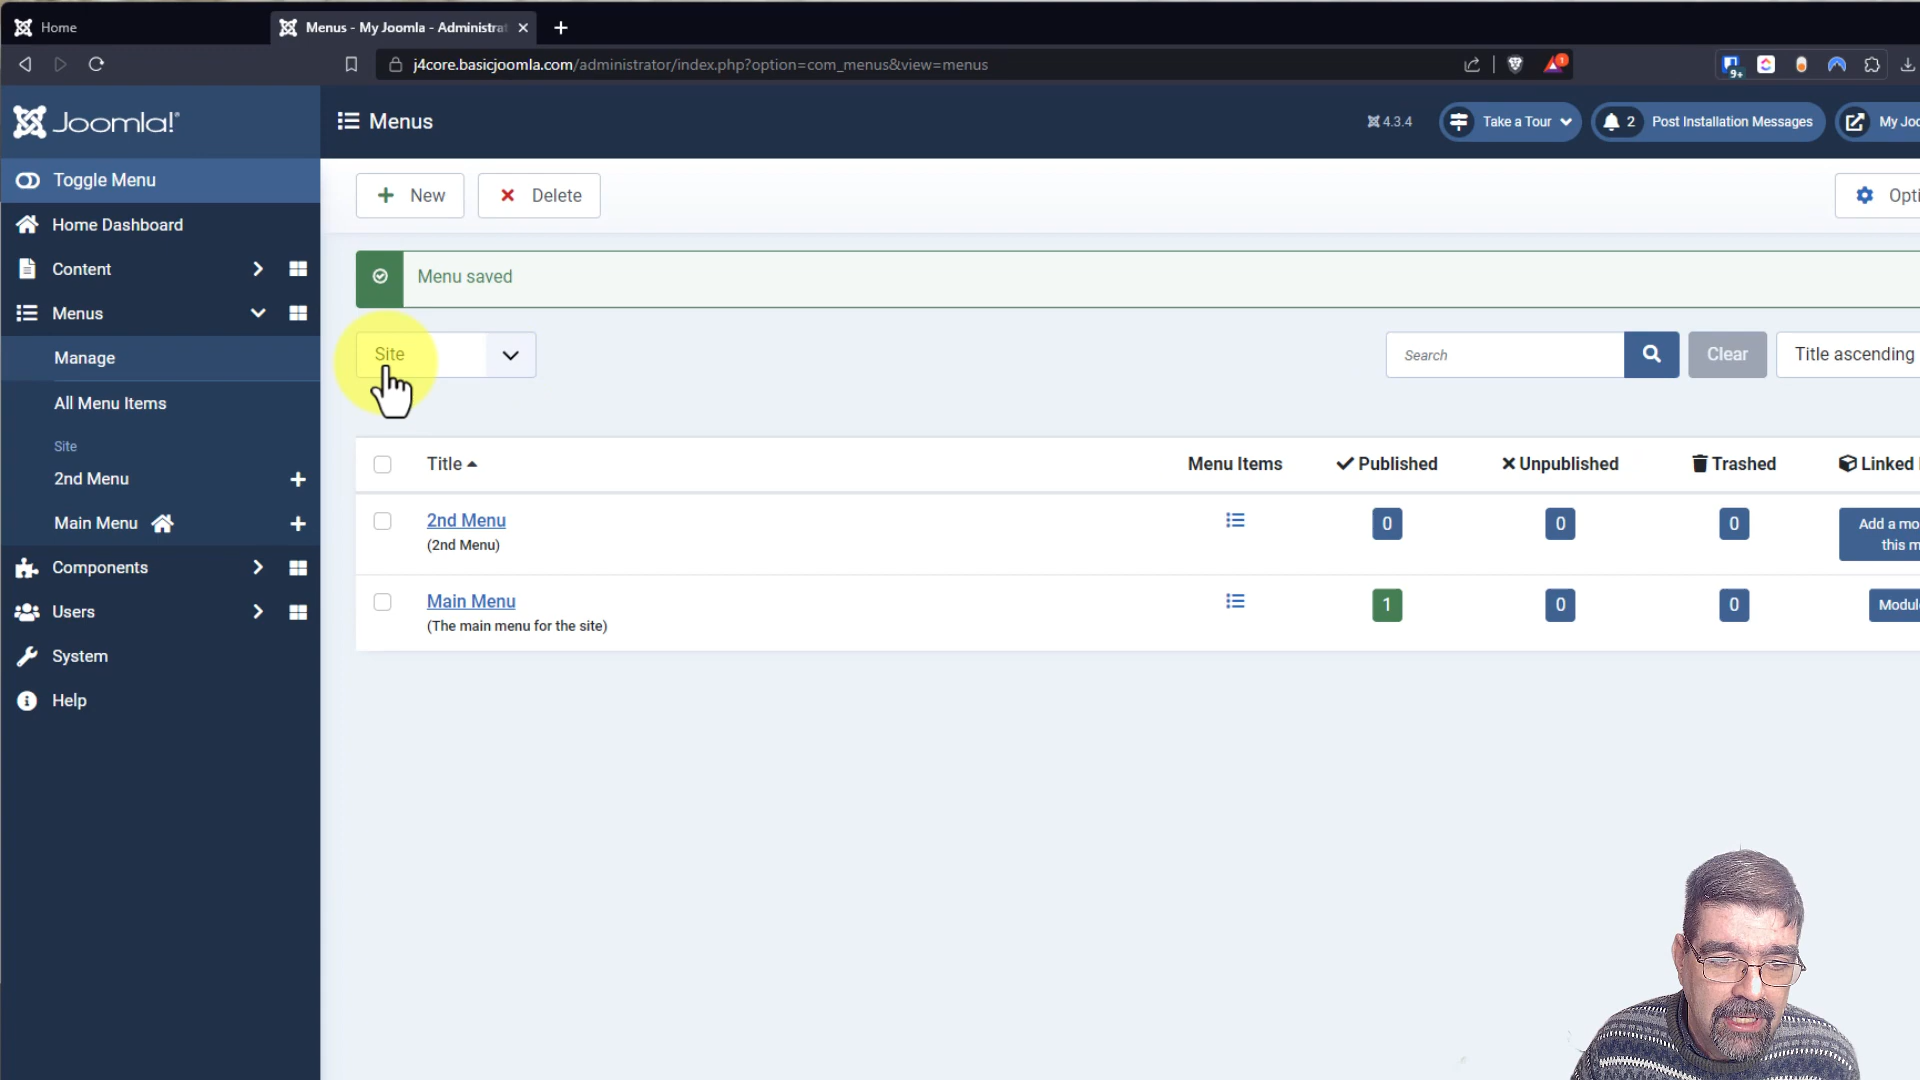 Home
Menus - My Joomla - Administrat
j4core.basicjoomla.com/administrator/index.php?option=com_menus&view=menus
1
9+
Joomla!®
Menus
4.3.4
Take a Tour
2
Post Installation Messages
My Joo
Toggle Menu
Home Dashboard
Content
Menus
Manage
All Menu Items
Site
2nd Menu
Main Menu
Components
Users
System
Help
New
Delete
Opti
Menu saved
Site
Search
Clear
Title ascending
Title
Menu Items
Published
Unpublished
Trashed
Linked
2nd Menu
(2nd Menu)
0
0
0
Add a mo
this m
Main Menu
(The main menu for the site)
1
0
0
Modul